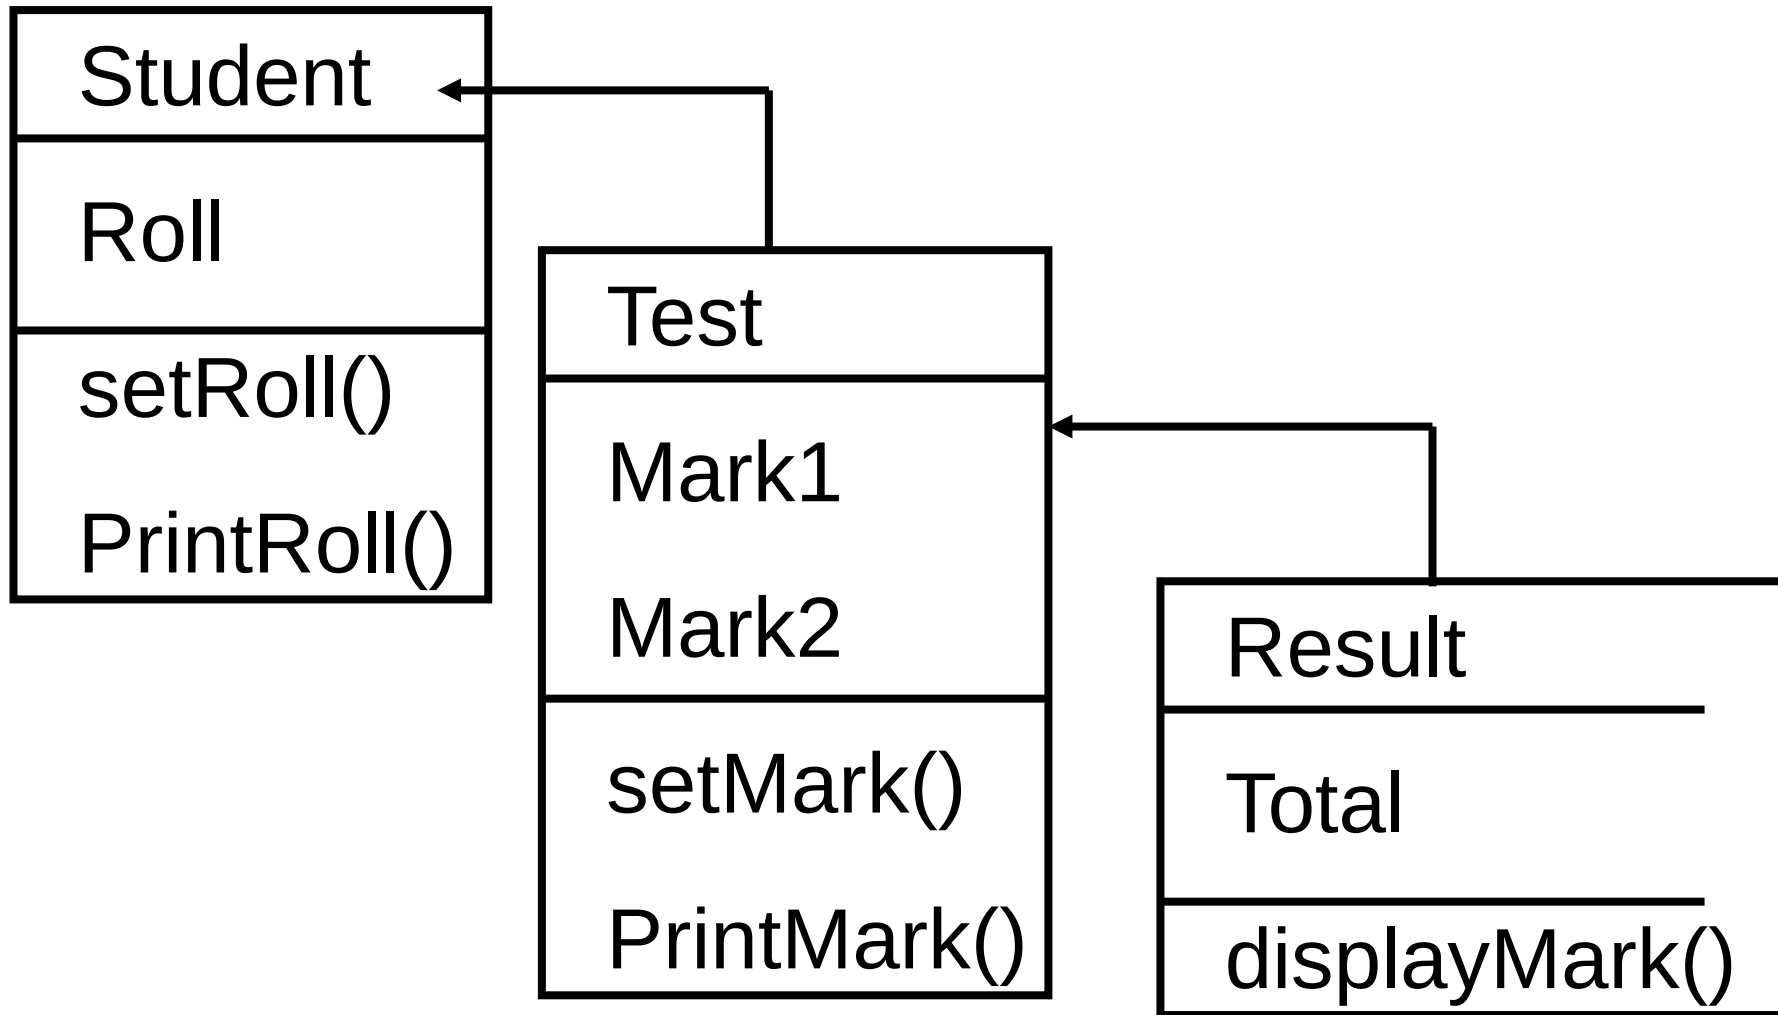 Student
Roll
setRoll()
PrintRoll()
Test
Mark1
Mark2
setMark()
PrintMark()
Result
Total
displayMark()